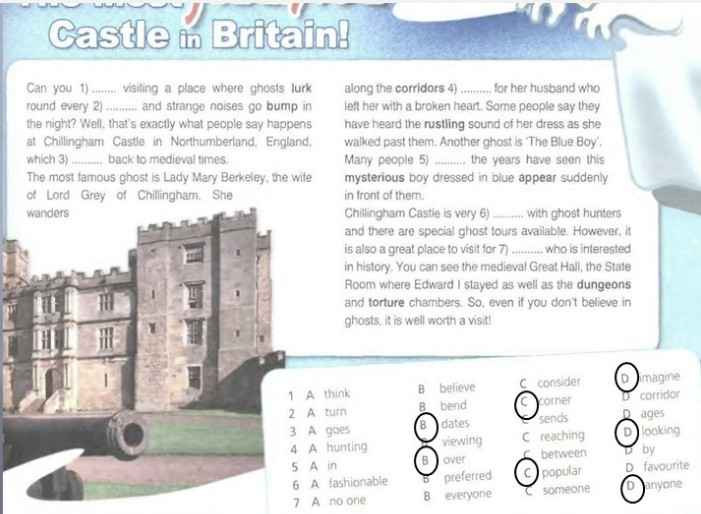 Castle in Britain!
Can you 1) ........ visiting a place where ghosts lurk
round every 2) .......... and strange noises go bump in
the night? Well, that's exactly what people say happens
at Chillingham Castle in Northumberland, England,
which 3) .......... back to medieval times.
The most famous ghost is Lady Mary Berkeley, the wife
of Lord Grey of Chillingham. She
wanders
along the corridors 4) .......... for her husband who
left her with a broken heart. Some people say they
have heard the rustling sound of her dress as she
walked past them. Another ghost is 'The Blue Boy'.
Many people 5) .......... the years have seen this
mysterious boy dressed in blue appear suddenly
in front of them.
Chillingham Castle is very 6) .......... with ghost hunters
and there are special ghost tours available. However, it
is also a great place to visit for 7) .......... who is interested
in history. You can see the medieval Great Hall, the State
Room where Edward I stayed as well as the dungeons
and torture chambers. So, even if you don't believe in
ghosts, it is well worth a visit!
1 A think B believe C consider D imagine
2 A turn B bend C corner D corridor
3 A goes B dates C sends D ages
4 A hunting B viewing C reaching D looking
5 A in B over C between D by
6 A fashionable B preferred C popular D favourite
7 A no one B everyone C someone D anyone